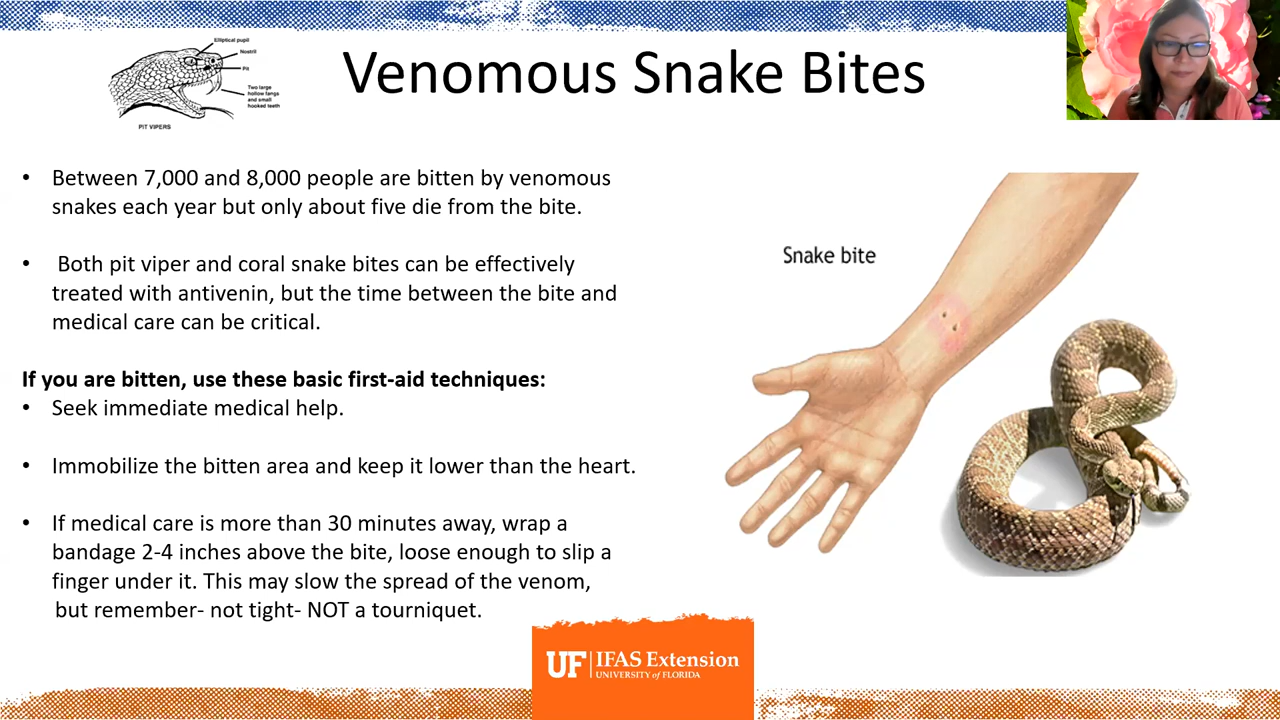 Venomous Snake Bites
Elliptical pupil
Nostril
Pit
Two large
hollow fangs
and small
hooked teeth
PIT VIPERS
• Between 7,000 and 8,000 people are bitten by venomous
snakes each year but only about five die from the bite.
• Both pit viper and coral snake bites can be effectively
treated with antivenin, but the time between the bite and
medical care can be critical.
If you are bitten, use these basic first-aid techniques:
• Seek immediate medical help.
• Immobilize the bitten area and keep it lower than the heart.
• If medical care is more than 30 minutes away, wrap a
bandage 2-4 inches above the bite, loose enough to slip a
finger under it. This may slow the spread of the venom,
but remember- not tight- NOT a tourniquet.
Snake bite
UF IFAS Extension
UNIVERSITY of FLORIDA